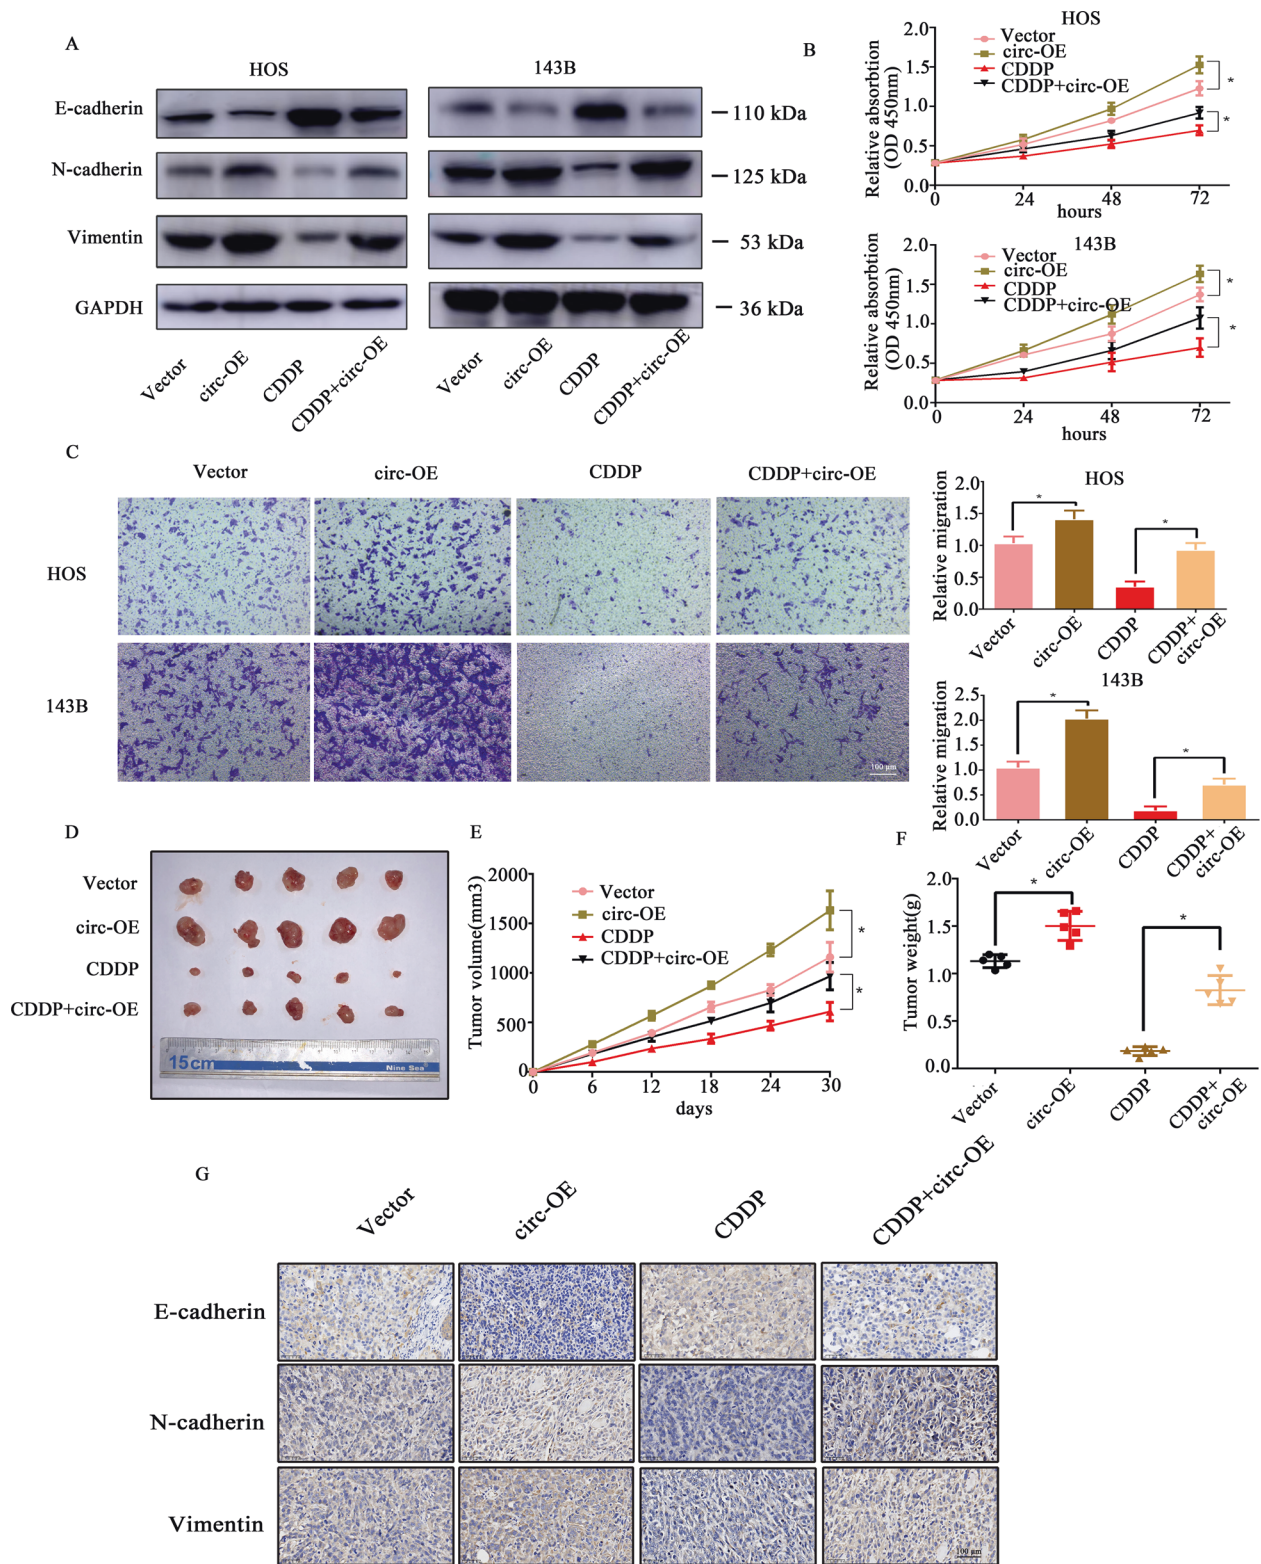 A
HOS
143B
E-cadherin
110 kDa
N-cadherin
125 kDa
Vimentin
53 kDa
GAPDH
36 kDa
Vector
circ-OE
CDDP
CDDP+circ-OE
Vector
circ-OE
CDDP
CDDP+circ-OE
B
HOS
Vector
circ-OE
CDDP
CDDP+circ-OE
Relative absorbtion
(OD 450nm)
2.0
1.5
1.0
0.5
0.0
*
*
0
24
48
72
hours
143B
Vector
circ-OE
CDDP
CDDP+circ-OE
Relative absorbtion
(OD 450nm)
2.0
1.5
1.0
0.5
0.0
*
*
0
24
48
72
hours
C
Vector
circ-OE
CDDP
CDDP+circ-OE
HOS
143B
100 μm
HOS
Relative migration
2.0
1.5
1.0
0.5
0.0
*
*
Vector
circ-OE
CDDP
CDDP+
circ-OE
143B
Relative migration
2.5
2.0
1.5
1.0
0.5
0.0
*
*
Vector
circ-OE
CDDP
CDDP+
circ-OE
D
Vector
circ-OE
CDDP
CDDP+circ-OE
15cm
Nine Sea
E
Tumor volume(mm3)
2000
1500
1000
500
0
Vector
circ-OE
CDDP
CDDP+circ-OE
*
*
0
6
12
18
24
30
days
F
Tumor weight(g)
2.0
1.5
1.0
0.5
0.0
*
*
Vector
circ-OE
CDDP
CDDP+
circ-OE
G
Vector
circ-OE
CDDP
CDDP+circ-OE
E-cadherin
N-cadherin
Vimentin
100 μm